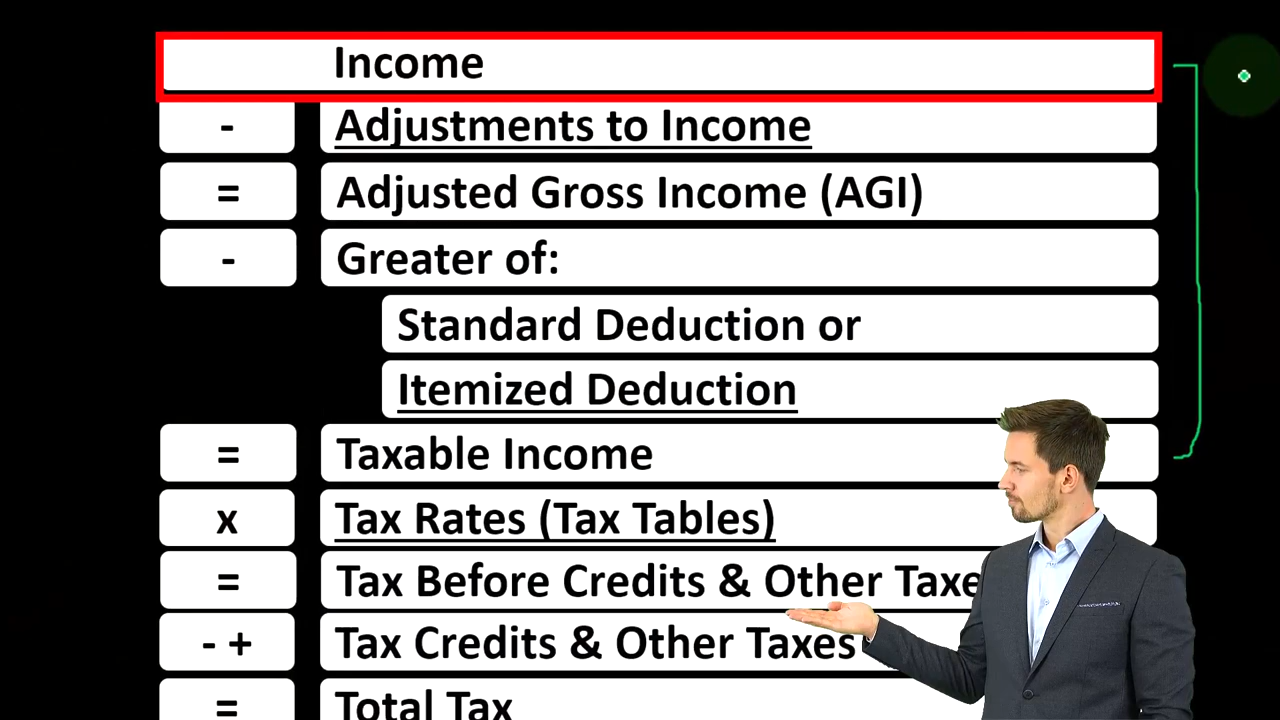 Income
- Adjustments to Income
= Adjusted Gross Income (AGI)
- Greater of:
Standard Deduction or
Itemized Deduction
= Taxable Income
x Tax Rates (Tax Tables)
= Tax Before Credits & Other Taxe
- + Tax Credits & Other Taxes
= Total Tax